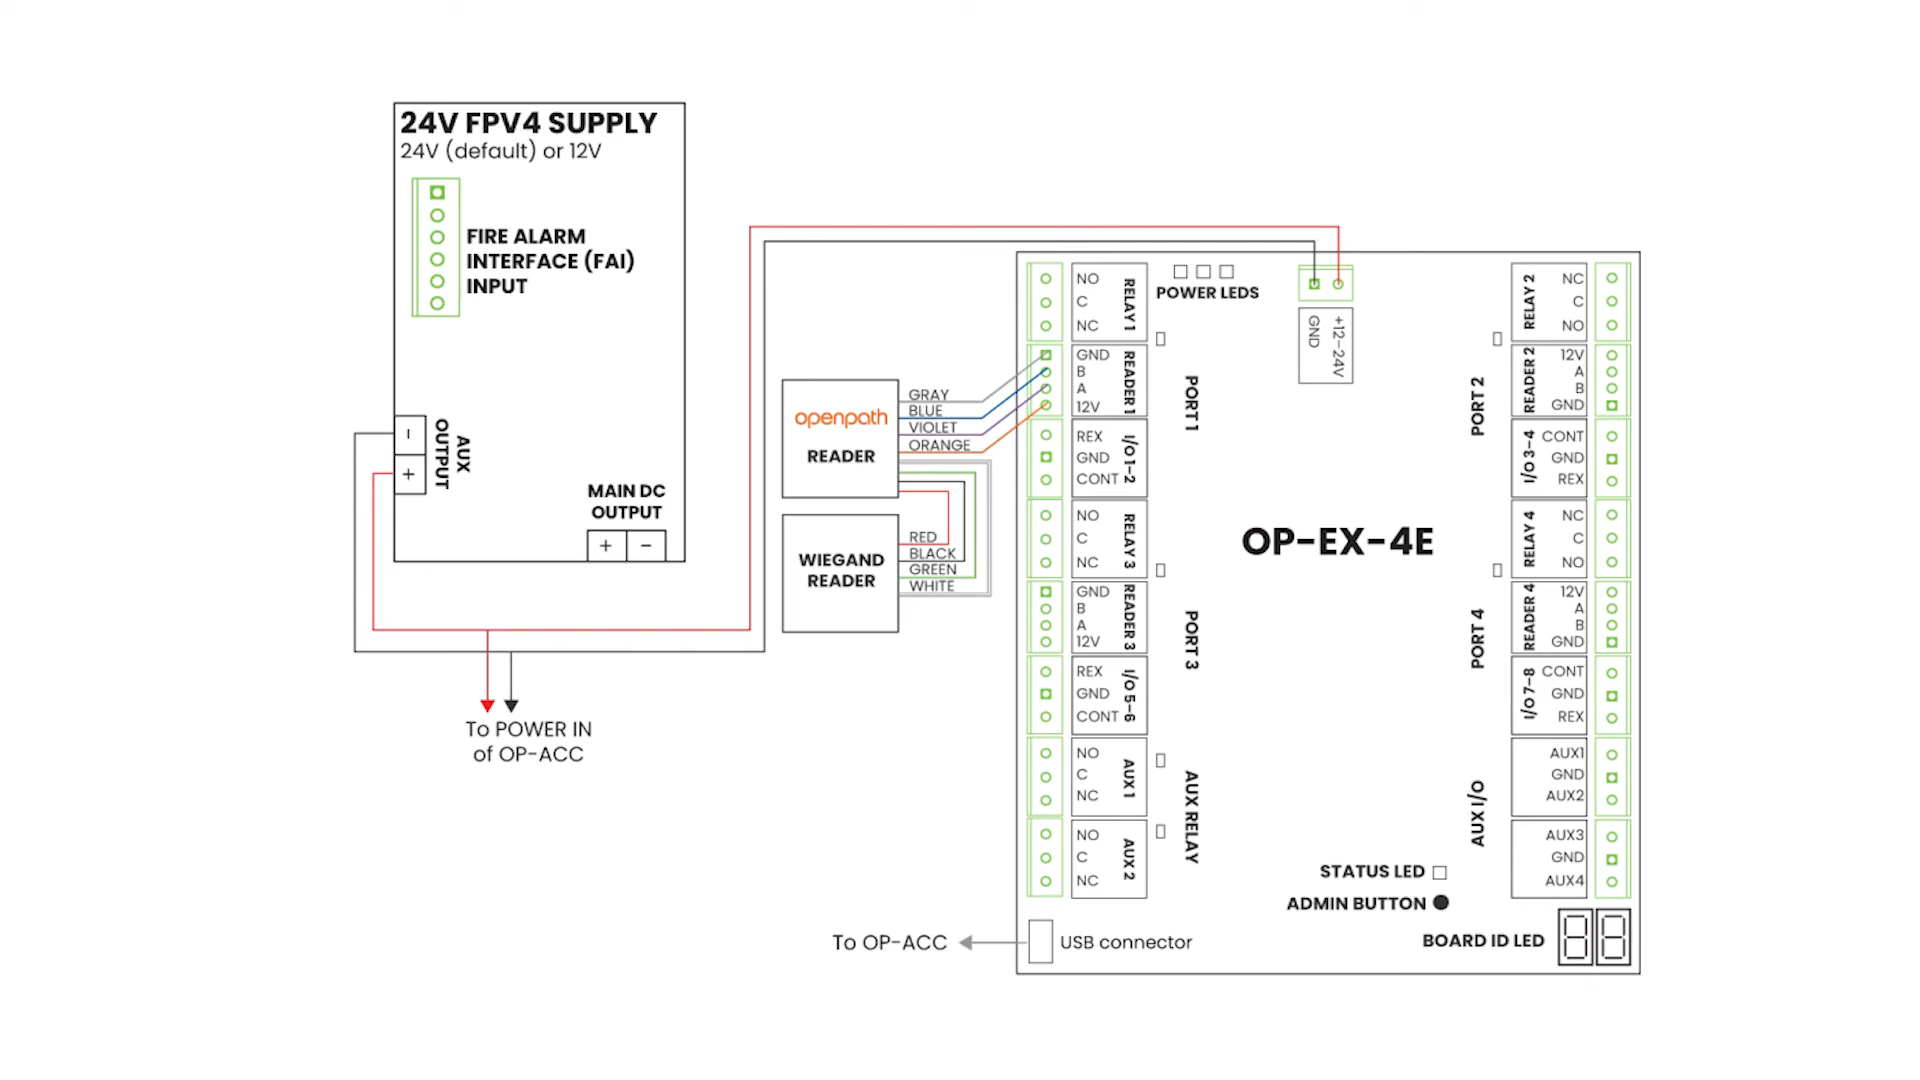 24V FPV4 SUPPLY
24V (default) or 12V
FIRE ALARM
INTERFACE (FAI)
INPUT
−
+
AUX
OUTPUT
MAIN DC
OUTPUT
+ −
To POWER IN
of OP-ACC
openpath
READER
GRAY
BLUE
VIOLET
ORANGE
WIEGAND
READER
RED
BLACK
GREEN
WHITE
NO
C
NC
RELAY 1
GND
B
A
12V
READER 1
REX
GND
CONT
I/O 1-2
PORT 1
NO
C
NC
RELAY 3
GND
B
A
12V
READER 3
REX
GND
CONT
I/O 5-6
PORT 3
NO
C
NC
AUX 1
NO
C
NC
AUX 2
AUX RELAY
POWER LEDS
GND
+12-24V
OP-EX-4E
RELAY 2
NC
C
NO
READER 2
12V
A
B
GND
I/O 3-4
CONT
GND
REX
PORT 2
RELAY 4
NC
C
NO
READER 4
12V
A
B
GND
I/O 7-8
CONT
GND
REX
PORT 4
AUX1
GND
AUX2
AUX3
GND
AUX4
AUX I/O
STATUS LED
ADMIN BUTTON
BOARD ID LED
88
To OP-ACC
USB connector